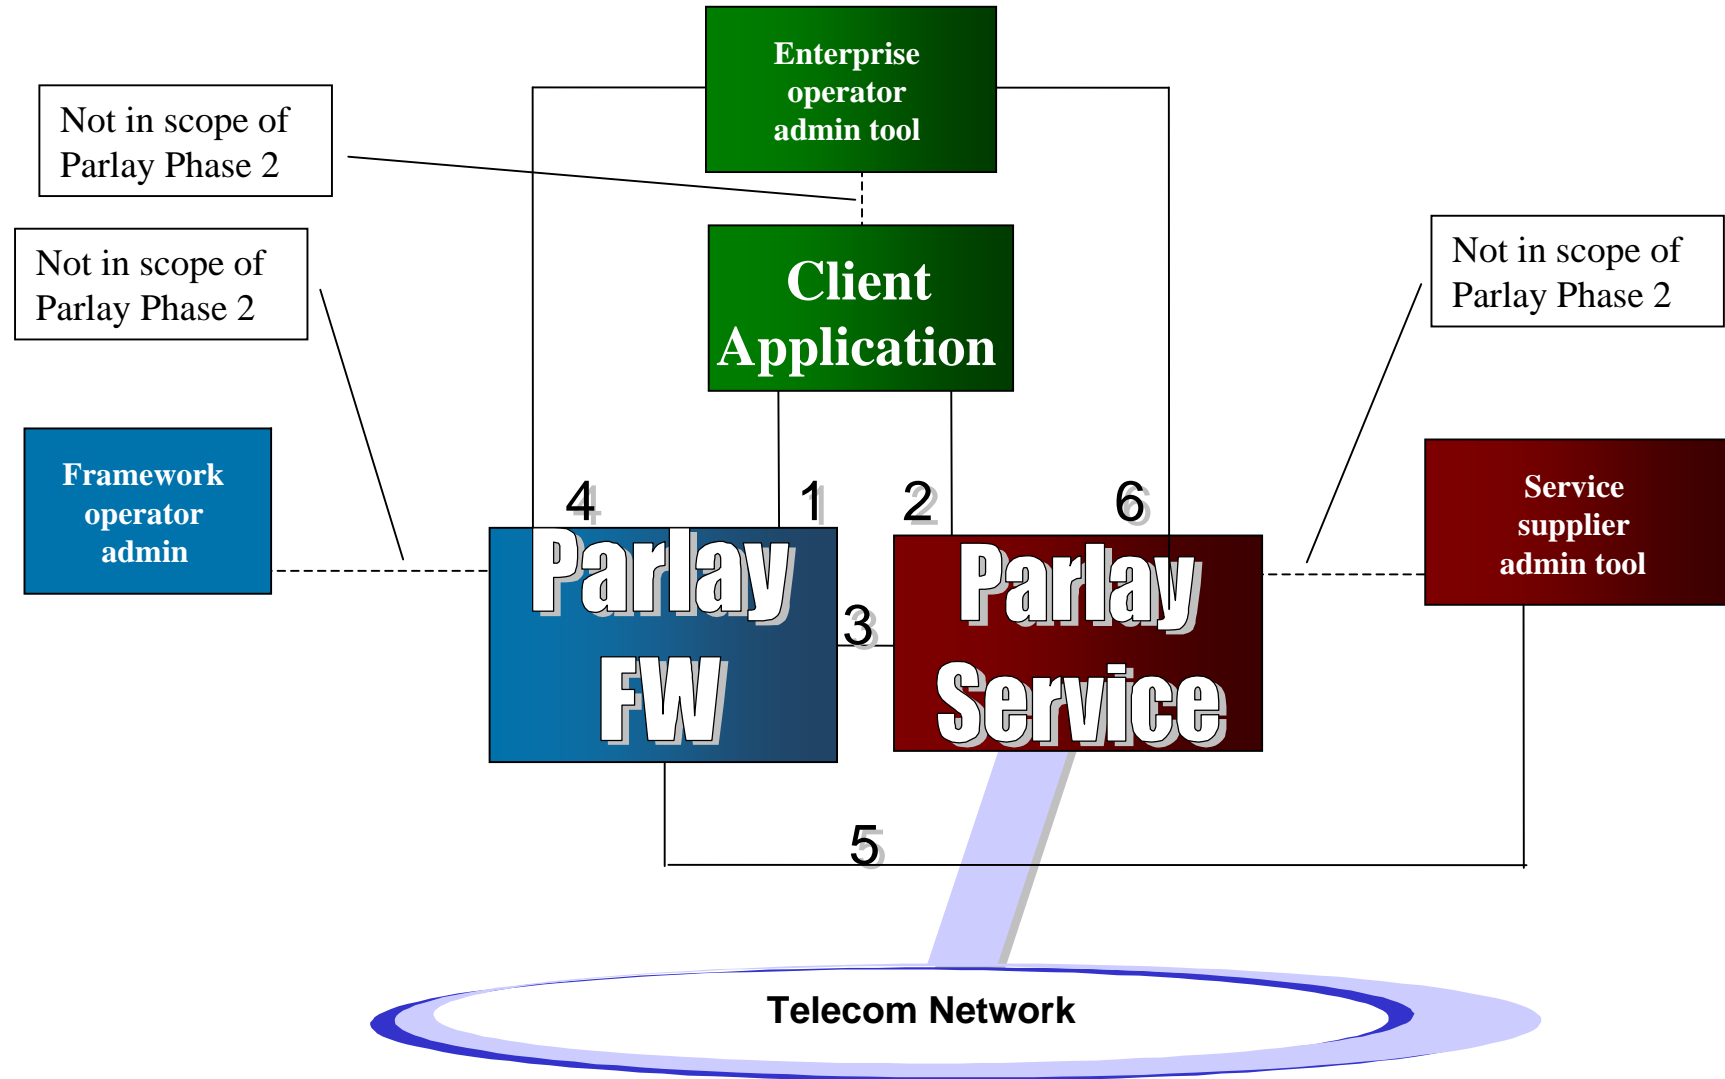 Enterprise
operator
admin tool
Not in scope of
Parlay Phase 2
Not in scope of
Parlay Phase 2
Not in scope of
Parlay Phase 2
Client
Application
Framework
operator
admin
Service
supplier
admin tool
4
1
2
6
Parlay
FW
3
Parlay
Service
5
Telecom Network